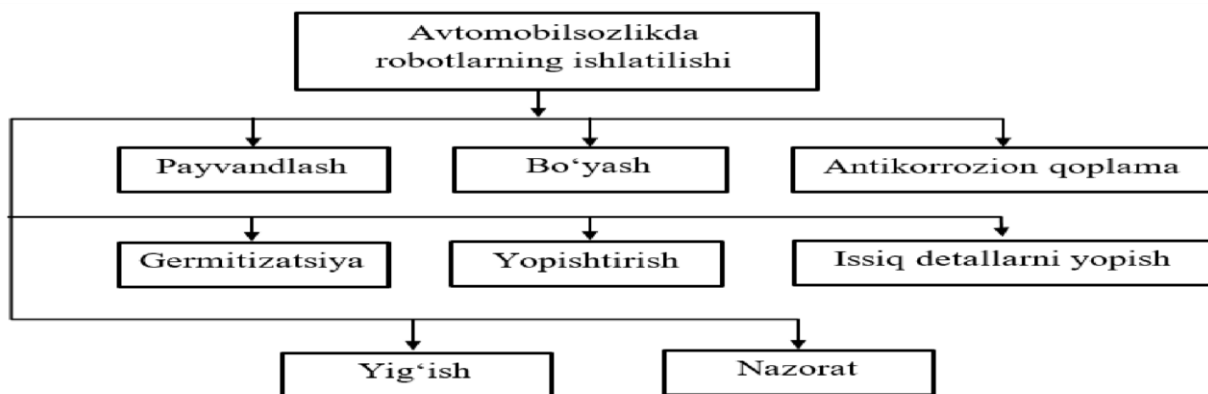 Avtomobilsozlikda
robotlarning ishlatilishi
Payvandlash
Bo‘yash
Antikorrozion qoplama
Germitizatsiya
Yopishtirish
Issiq detallarni yopish
Yig‘ish
Nazorat